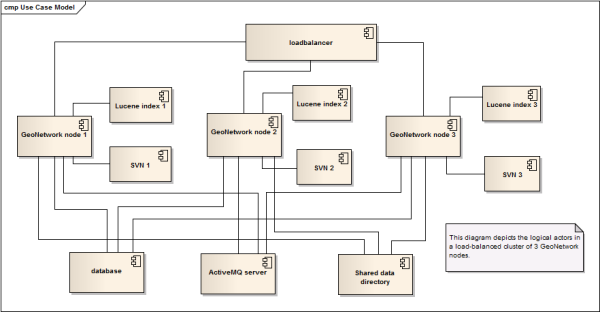 cmp Use Case Model
loadbalancer
Lucene index 1
Lucene index 2
Lucene index 3
GeoNetwork node 1
GeoNetwork node 2
GeoNetwork node 3
SVN 1
SVN 2
SVN 3
This diagram depicts the logical actors in
a load-balanced cluster of 3 GeoNetwork
nodes.
database
ActiveMQ server
Shared data
directory